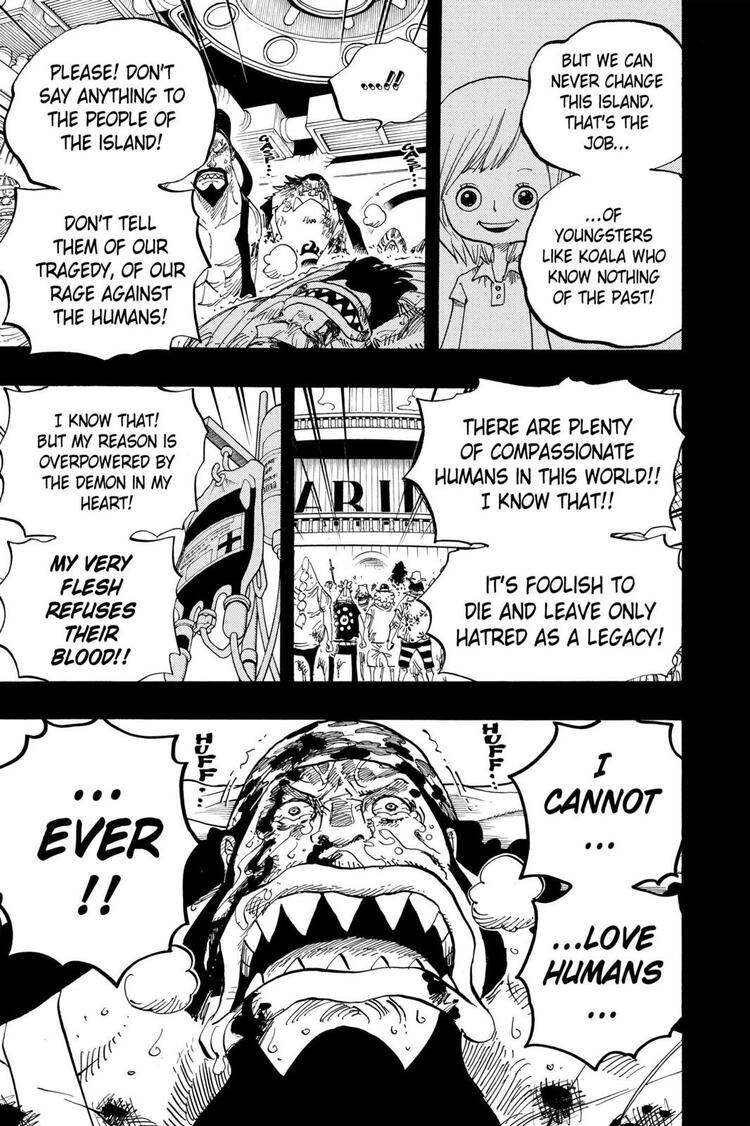 BUT WE CAN
NEVER CHANGE
THIS ISLAND.
THAT'S THE
JOB...
...OF
YOUNGSTERS
LIKE KOALA WHO
KNOW NOTHING
OF THE PAST!
...!!
GASP...
GASP...
PLEASE! DON'T
SAY ANYTHING TO
THE PEOPLE OF
THE ISLAND!
DON'T TELL
THEM OF OUR
TRAGEDY, OF OUR
RAGE AGAINST
THE HUMANS!
THERE ARE PLENTY
OF COMPASSIONATE
HUMANS IN THIS WORLD!!
I KNOW THAT!!
IT'S FOOLISH TO
DIE AND LEAVE ONLY
HATRED AS A LEGACY!
ARIN
I KNOW THAT!
BUT MY REASON IS
OVERPOWERED BY
THE DEMON IN MY
HEART!
MY VERY
FLESH
REFUSES
THEIR
BLOOD!!
I
CANNOT
...
...LOVE
HUMANS
...
HUFF...
HUFF...
...
EVER
!!